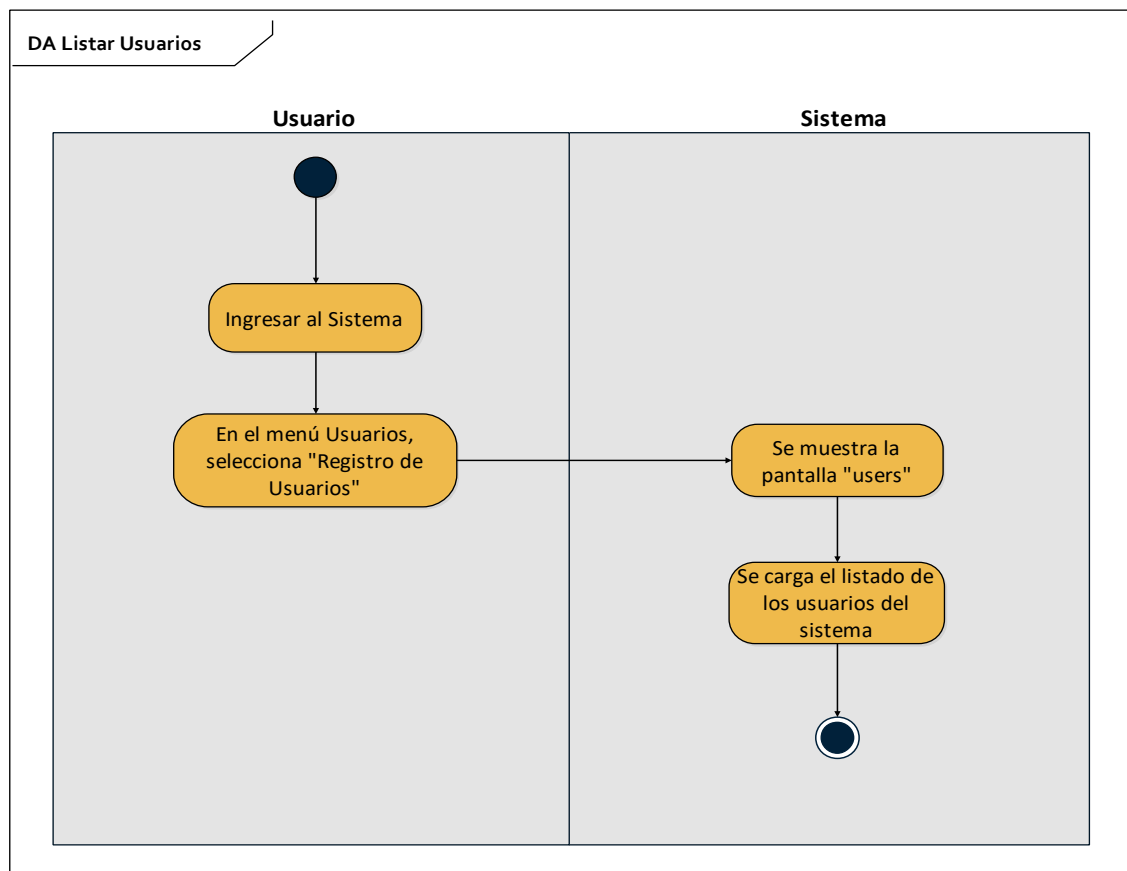 DA Listar Usuarios
Usuario
Sistema
Ingresar al Sistema
En el menú Usuarios,
selecciona "Registro de
Usuarios"
Se muestra la
pantalla "users"
Se carga el listado de
los usuarios del
sistema